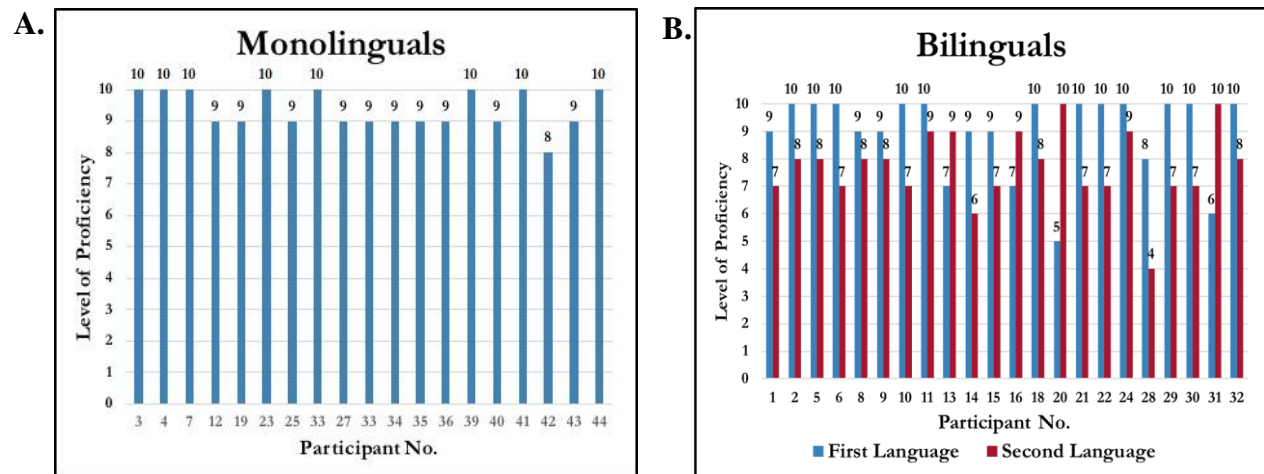 A.
Monolinguals
10 10 10 10 10 10 10 10
9 9 9 9 9 9 9 9 9 9
8
Level of Proficiency
10
9
8
7
6
5
4
3
2
1
0
3 4 7 12 19 23 25 33 27 33 34 35 36 39 40 41 42 43 44
Participant No.
B.
Bilinguals
10 10 10 10 10 10 10 10 10 10 10 10 10 10
9 9 9 9 9 9 9 9 9
8 8 8 8 8 8 8
7 7 7 7 7 7 7 7 7 7
6 6
5
4
Level of Proficiency
10
9
8
7
6
5
4
3
2
1
0
1 2 5 6 8 9 10 11 13 14 15 16 18 20 21 22 24 28 29 30 31 32
Participant No.
First Language Second Language